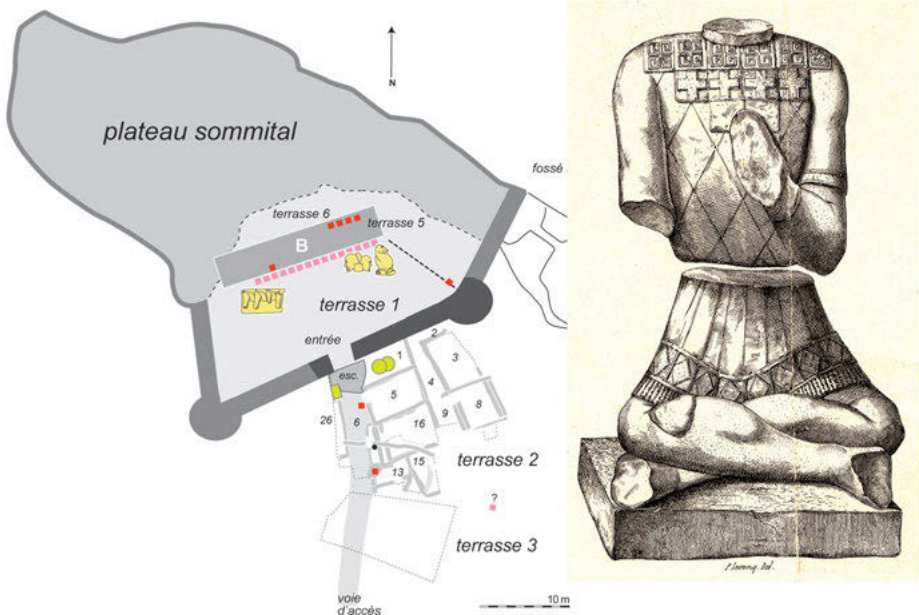 plateau sommital
N
fossé
terrasse 6
terrasse 5
B
terrasse 1
entrée
esc.
1
2
3
4
5
26
6
9
8
16
15
13
terrasse 2
?
terrasse 3
voie
d'accés
10 m